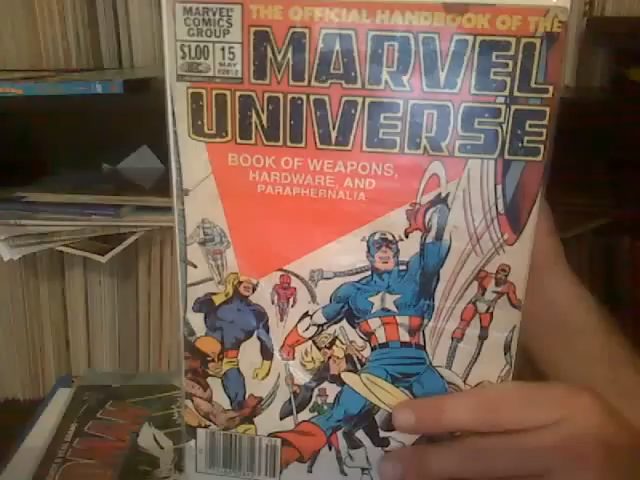 MARVEL
COMICS
GROUP
$1.00
15
MAY
THE OFFICIAL HANDBOOK OF THE
MARVEL
UNIVERSE
BOOK OF WEAPONS,
HARDWARE, AND
PARAPHERNALIA